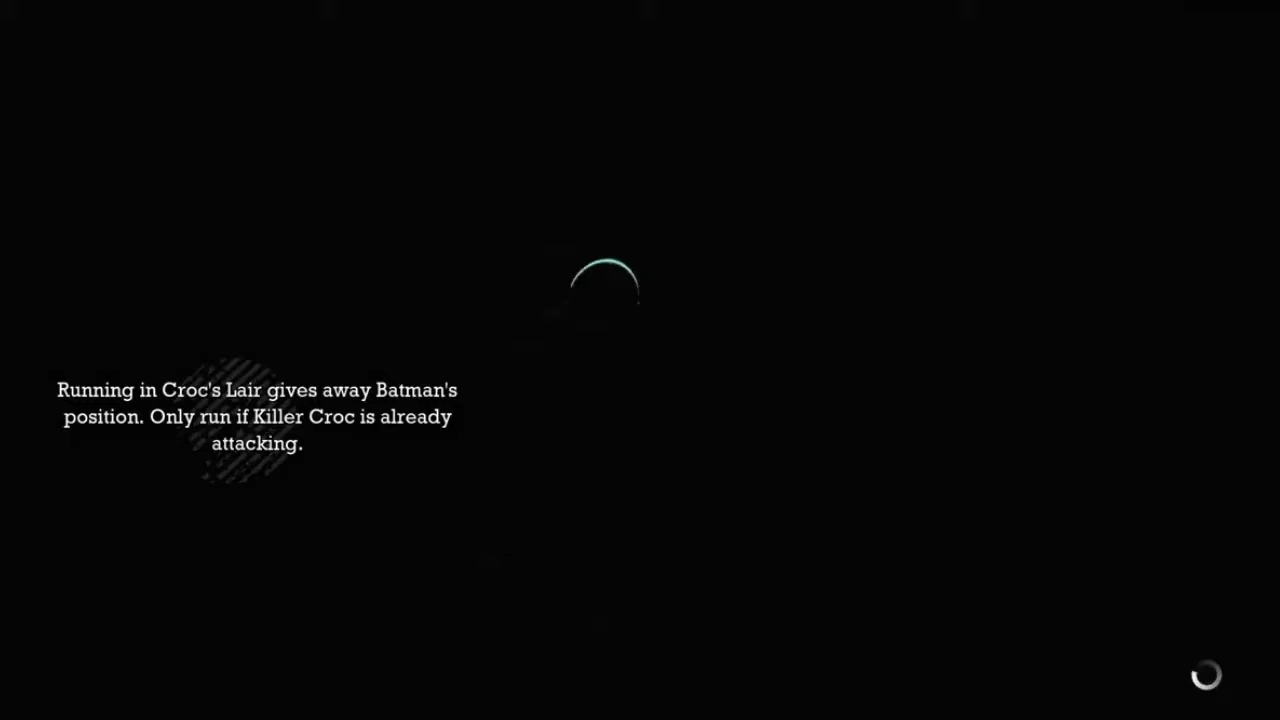 Running in Croc's Lair gives away Batman's
position. Only run if Killer Croc is already
attacking.